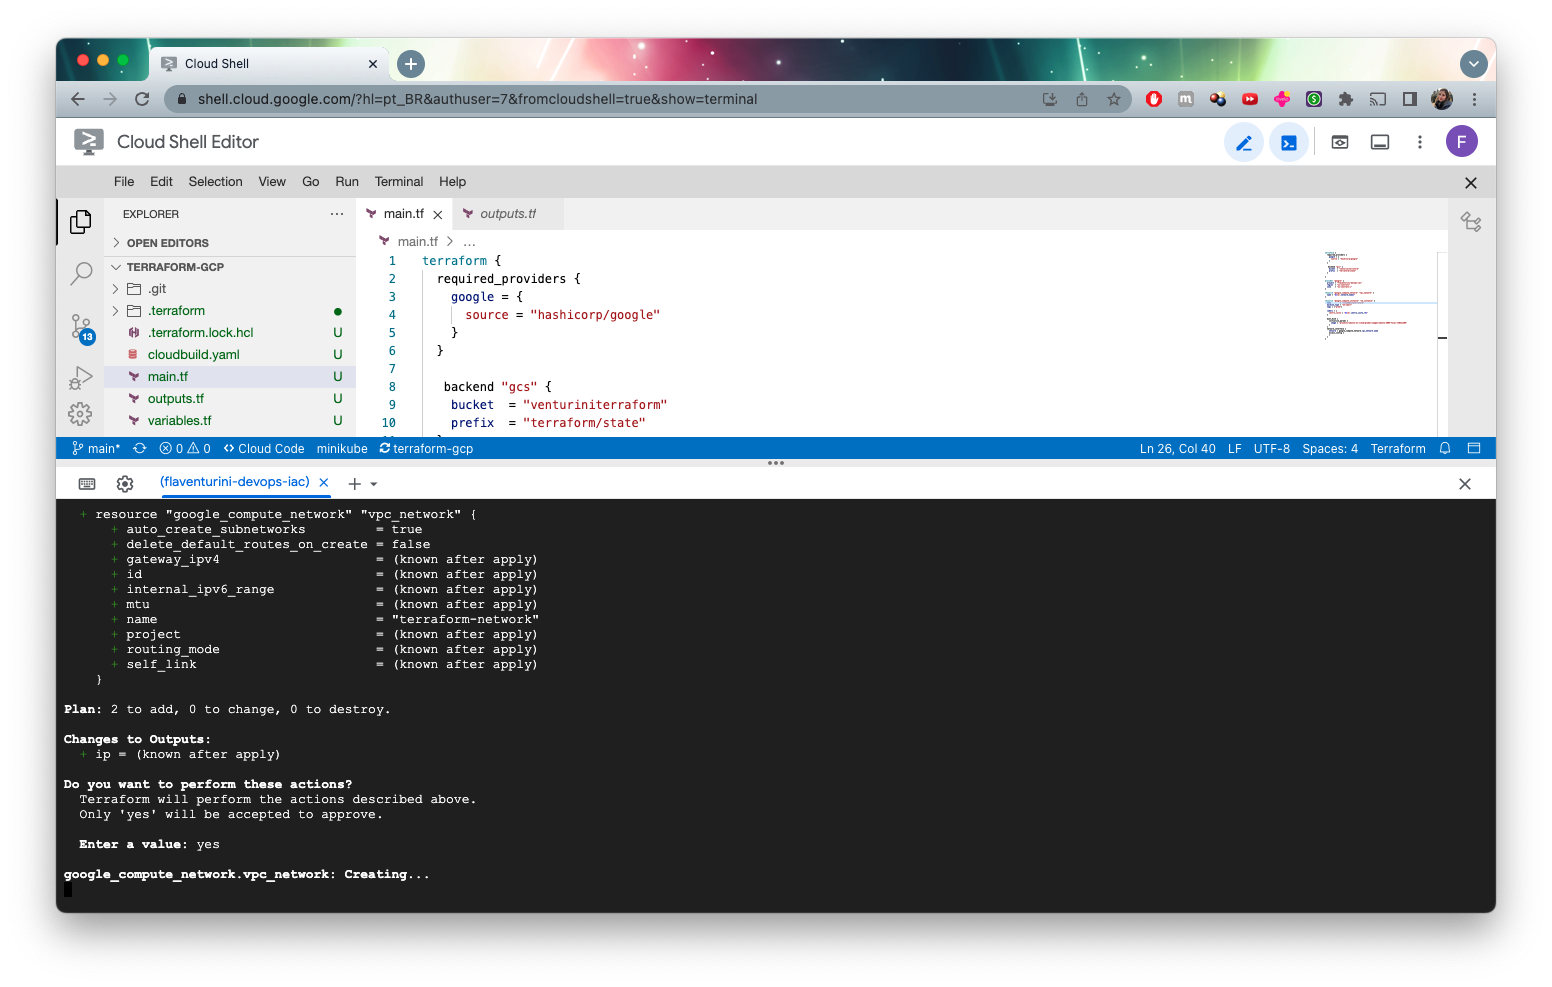 Cloud Shell
shell.cloud.google.com/?hl=pt_BR&authuser=7&fromcloudshell=true&show=terminal
Cloud Shell Editor
F
File Edit Selection View Go Run Terminal Help
EXPLORER
OPEN EDITORS
TERRAFORM-GCP
.git
.terraform
.terraform.lock.hcl U
cloudbuild.yaml U
main.tf U
outputs.tf U
variables.tf U
13
main.tf outputs.tf
main.tf > ...
1 terraform {
2 required_providers {
3 google = {
4 source = "hashicorp/google"
5 }
6 }
7
8 backend "gcs" {
9 bucket = "venturiniterraform"
10 prefix = "terraform/state"
main* 0 0 Cloud Code minikube terraform-gcp
Ln 26, Col 40 LF UTF-8 Spaces: 4 Terraform
(flaventurini-devops-iac)
+ resource "google_compute_network" "vpc_network" {
+ auto_create_subnetworks = true
+ delete_default_routes_on_create = false
+ gateway_ipv4 = (known after apply)
+ id = (known after apply)
+ internal_ipv6_range = (known after apply)
+ mtu = (known after apply)
+ name = "terraform-network"
+ project = (known after apply)
+ routing_mode = (known after apply)
+ self_link = (known after apply)
}
Plan: 2 to add, 0 to change, 0 to destroy.
Changes to Outputs:
+ ip = (known after apply)
Do you want to perform these actions?
Terraform will perform the actions described above.
Only 'yes' will be accepted to approve.
Enter a value: yes
google_compute_network.vpc_network: Creating...